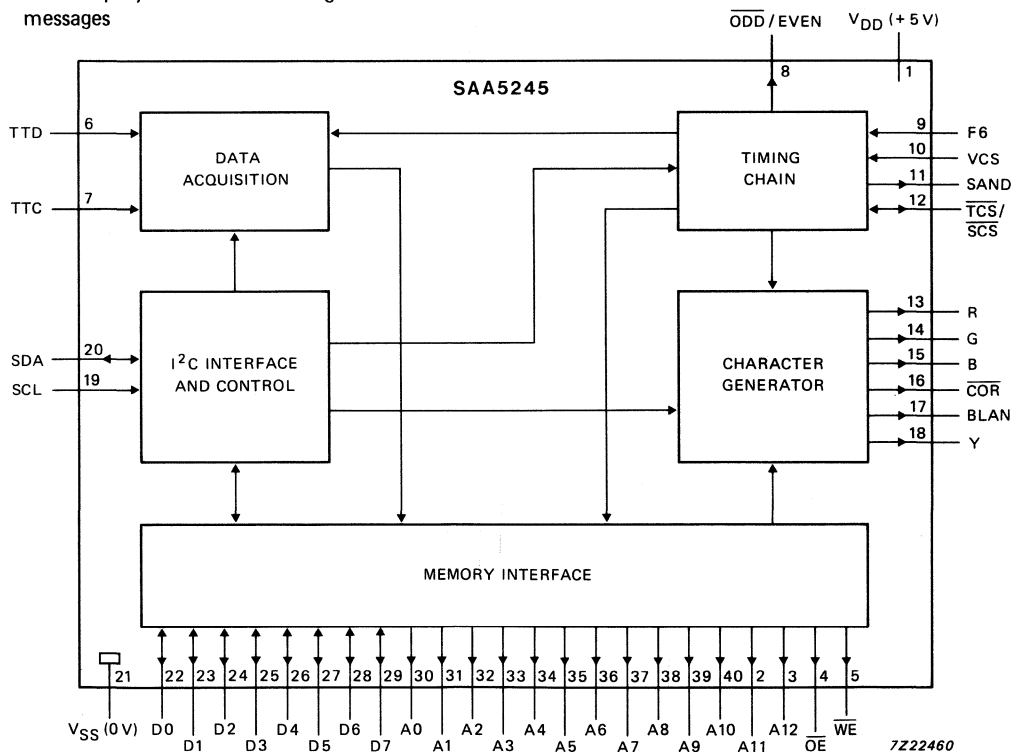 messages
ODD/EVEN
V_DD (+5 V)
8
1
SAA5245
TTD
6
DATA
ACQUISITION
TTC
7
TIMING
CHAIN
9
F6
10
VCS
11
SAND
12
TCS/
SCS
SDA
20
SCL
19
I²C INTERFACE
AND CONTROL
CHARACTER
GENERATOR
13
R
14
G
15
B
16
COR
17
BLAN
18
Y
MEMORY INTERFACE
21
22 23 24 25 26 27 28 29 30 31 32 33 34 35 36 37 38 39 40 2 3 4 5
V_SS (0 V) D0 D2 D4 D6 A0 A2 A4 A6 A8 A10 A12 WE
D1 D3 D5 D7 A1 A3 A5 A7 A9 A11 OE
7Z22460